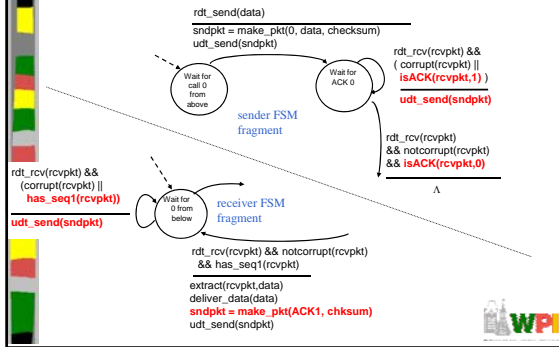 rdt_send(data)
sndpkt = make_pkt(0, data, checksum)
udt_send(sndpkt)
Wait for
call 0
from
above
Wait for
ACK 0
rdt_rcv(rcvpkt) &&
( corrupt(rcvpkt) ||
isACK(rcvpkt,1) )
udt_send(sndpkt)
sender FSM
fragment
rdt_rcv(rcvpkt)
&& notcorrupt(rcvpkt)
&& isACK(rcvpkt,0)
Λ
rdt_rcv(rcvpkt) &&
(corrupt(rcvpkt) ||
has_seq1(rcvpkt))
udt_send(sndpkt)
Wait for
0 from
below
receiver FSM
fragment
rdt_rcv(rcvpkt) && notcorrupt(rcvpkt)
&& has_seq1(rcvpkt)
extract(rcvpkt,data)
deliver_data(data)
sndpkt = make_pkt(ACK1, chksum)
udt_send(sndpkt)
WPI